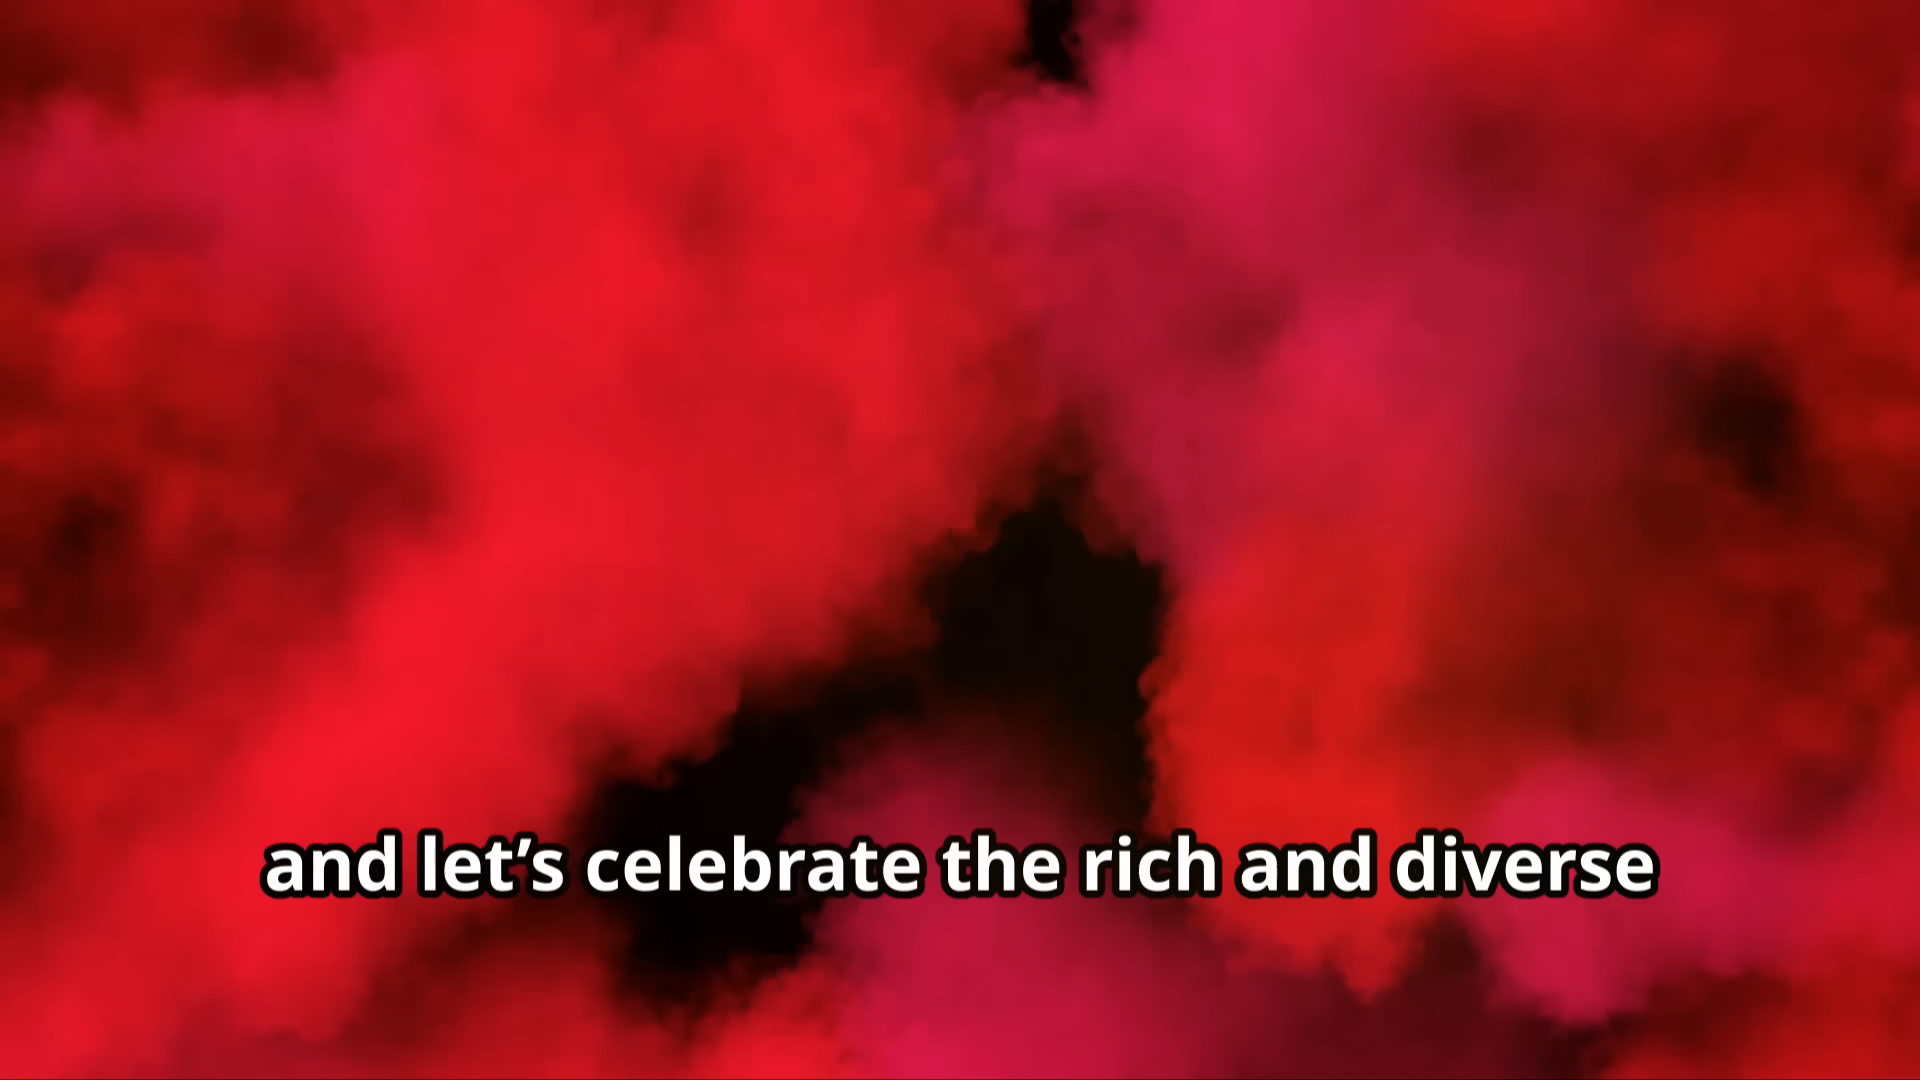 and let’s celebrate the rich and diverse